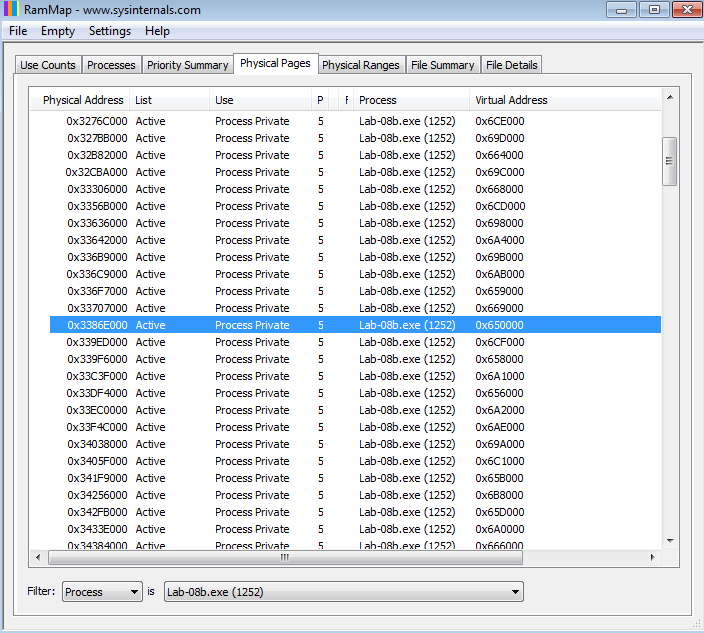 RamMap - www.sysinternals.com
File Empty Settings Help
Use Counts Processes Priority Summary Physical Pages Physical Ranges File Summary File Details
Physical Address List Use P F Process Virtual Address
0x3276C000 Active Process Private 5 Lab-08b.exe (1252) 0x6CE000
0x327BB000 Active Process Private 5 Lab-08b.exe (1252) 0x69D000
0x32B82000 Active Process Private 5 Lab-08b.exe (1252) 0x664000
0x32CBA000 Active Process Private 5 Lab-08b.exe (1252) 0x69C000
0x33306000 Active Process Private 5 Lab-08b.exe (1252) 0x668000
0x3356B000 Active Process Private 5 Lab-08b.exe (1252) 0x6CD000
0x33636000 Active Process Private 5 Lab-08b.exe (1252) 0x698000
0x33642000 Active Process Private 5 Lab-08b.exe (1252) 0x6A4000
0x336B9000 Active Process Private 5 Lab-08b.exe (1252) 0x69B000
0x336C9000 Active Process Private 5 Lab-08b.exe (1252) 0x6AB000
0x336F7000 Active Process Private 5 Lab-08b.exe (1252) 0x659000
0x33707000 Active Process Private 5 Lab-08b.exe (1252) 0x669000
0x3386E000 Active Process Private 5 Lab-08b.exe (1252) 0x650000
0x339ED000 Active Process Private 5 Lab-08b.exe (1252) 0x6CF000
0x339F6000 Active Process Private 5 Lab-08b.exe (1252) 0x658000
0x33C3F000 Active Process Private 5 Lab-08b.exe (1252) 0x6A1000
0x33DF4000 Active Process Private 5 Lab-08b.exe (1252) 0x656000
0x33EC0000 Active Process Private 5 Lab-08b.exe (1252) 0x6A2000
0x33F4C000 Active Process Private 5 Lab-08b.exe (1252) 0x6AE000
0x34038000 Active Process Private 5 Lab-08b.exe (1252) 0x69A000
0x3405F000 Active Process Private 5 Lab-08b.exe (1252) 0x6C1000
0x341F9000 Active Process Private 5 Lab-08b.exe (1252) 0x65B000
0x34256000 Active Process Private 5 Lab-08b.exe (1252) 0x6B8000
0x342FB000 Active Process Private 5 Lab-08b.exe (1252) 0x65D000
0x3433E000 Active Process Private 5 Lab-08b.exe (1252) 0x6A0000
0x34384000 Active Process Private 5 Lab-08b.exe (1252) 0x666000
Filter: Process is Lab-08b.exe (1252)